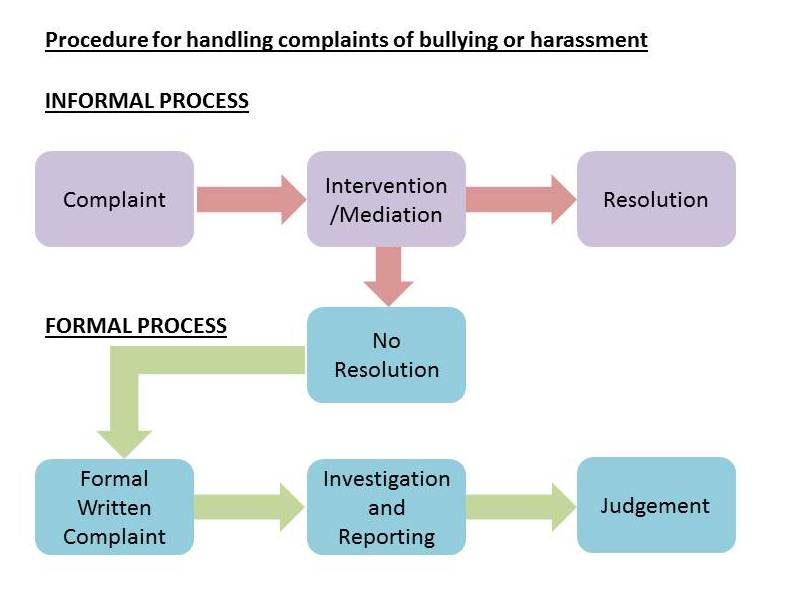 Procedure for handling complaints of bullying or harassment
INFORMAL PROCESS
Complaint
Intervention
/Mediation
Resolution
FORMAL PROCESS
No
Resolution
Formal
Written
Complaint
Investigation
and
Reporting
Judgement